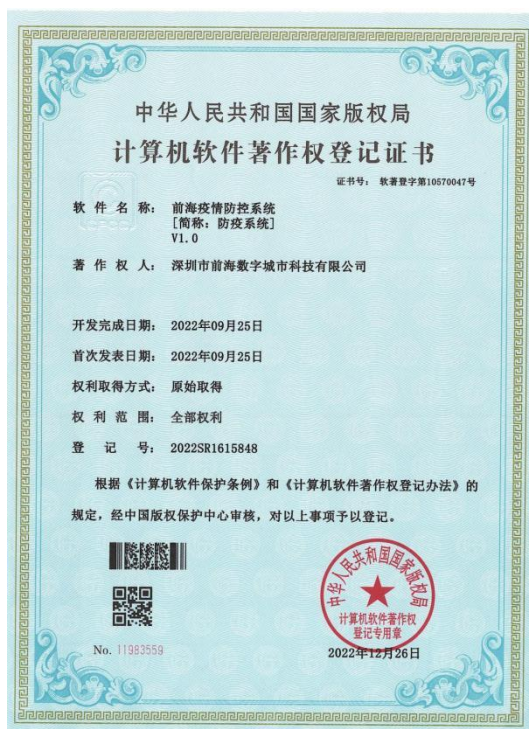 中华人民共和国国家版权局
计算机软件著作权登记证书
证书号： 软著登字第10570047号
软件名称： 前海疫情防控系统
[简称：防疫系统]
V1.0
著作权人： 深圳市前海数字城市科技有限公司
开发完成日期： 2022年09月25日
首次发表日期： 2022年09月25日
权利取得方式： 原始取得
权利范围： 全部权利
登记号： 2022SR1615848
根据《计算机软件保护条例》和《计算机软件著作权登记办法》的
规定，经中国版权保护中心审核，对以上事项予以登记。
中华人民共和国国家版权局
计算机软件著作权
登记专用章
No. 11983559
2022年12月26日